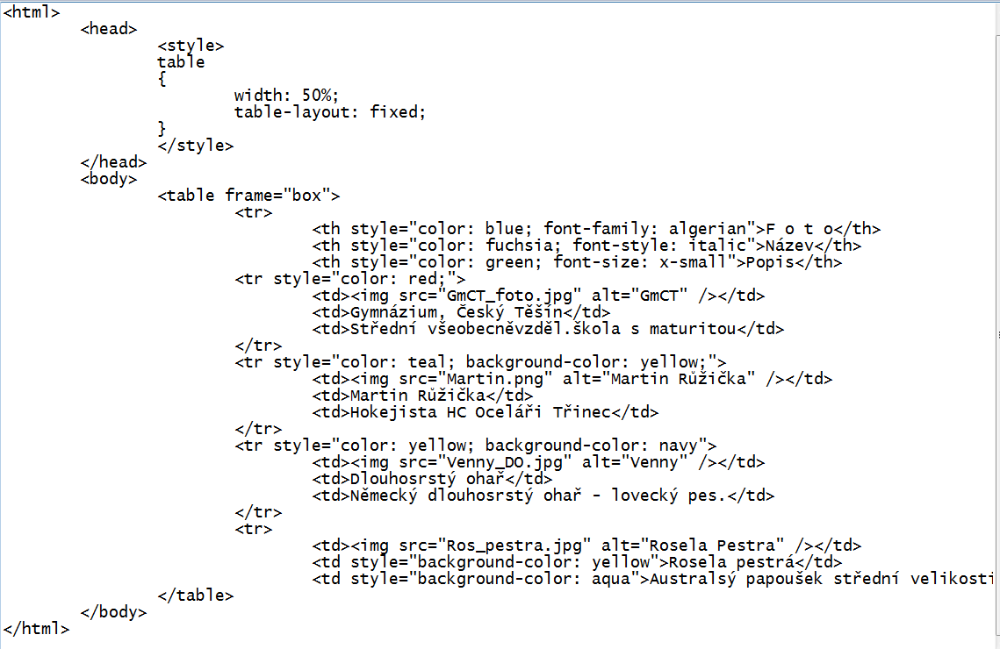 <html>
<head>
<style>
table
{
width: 50%;
table-layout: fixed;
}
</style>
</head>
<body>
<table frame="box">
<tr>
<th style="color: blue; font-family: algerian">F o t o</th>
<th style="color: fuchsia; font-style: italic">Název</th>
<th style="color: green; font-size: x-small">Popis</th>
<tr style="color: red;">
<td><img src="GmCT_foto.jpg" alt="GmCT" /></td>
<td>Gymnázium, Český Těšín</td>
<td>Střední všeobecněvzděl.škola s maturitou</td>
</tr>
<tr style="color: teal; background-color: yellow;">
<td><img src="Martin.png" alt="Martin Růžička" /></td>
<td>Martin Růžička</td>
<td>Hokejista HC Oceláři Třinec</td>
</tr>
<tr style="color: yellow; background-color: navy">
<td><img src="Venny_DO.jpg" alt="Venny" /></td>
<td>Dlouhosrstý ohař</td>
<td>Německý dlouhosrstý ohař - lovecký pes.</td>
</tr>
<tr>
<td><img src="Ros_pestra.jpg" alt="Rosela Pestra" /></td>
<td style="background-color: yellow">Rosela pestrá</td>
<td style="background-color: aqua">Australsý papoušek střední velikosti
</table>
</body>
</html>